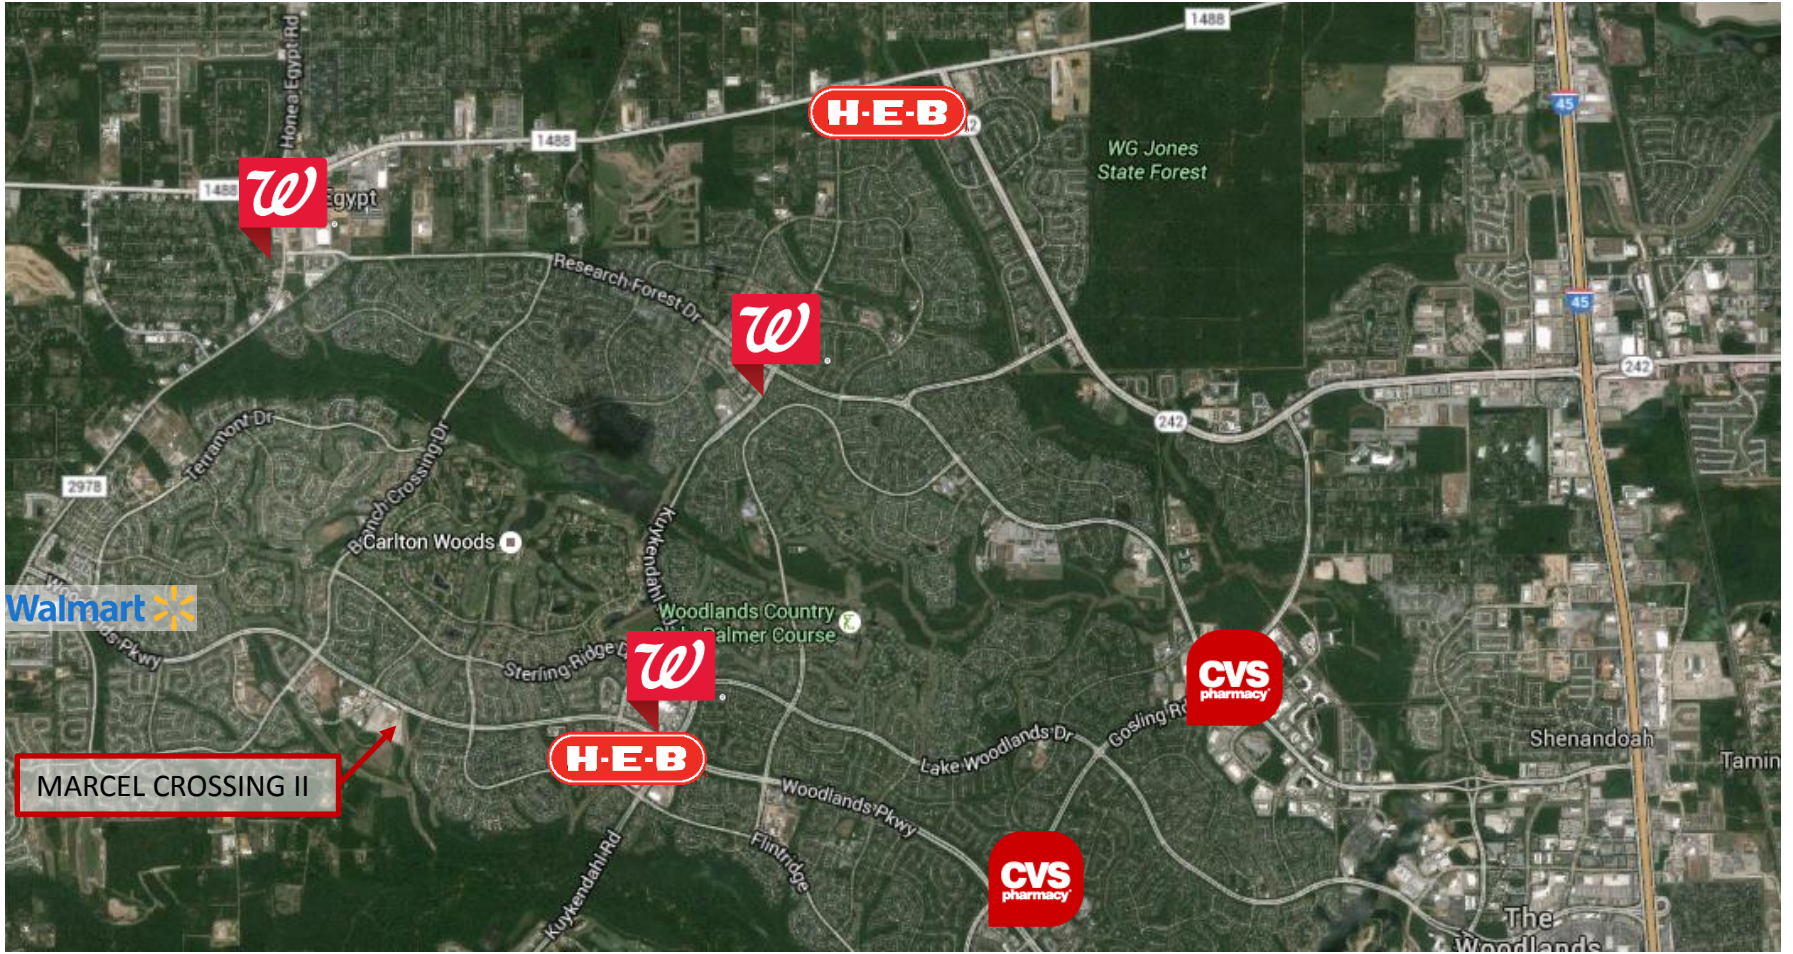 1488
Honea Egypt Rd
H-E-B
45
1488
WG Jones
State Forest
1488
W
Egypt
Research Forest Dr
W
45
242
242
Terramont Dr
2978
Branch Crossing Dr
Carlton Woods
Kuykendahl
Walmart
Pkwy
Woodlands Country
Palmer Course
Sterling Ridge
W
CVS
pharmacy
Gosling
Lake Woodlands Dr
Shenandoah
MARCEL CROSSING II
H-E-B
Woodlands Pkwy
Flintridge
Kuykendahl Rd
CVS
pharmacy
The
Woodlands